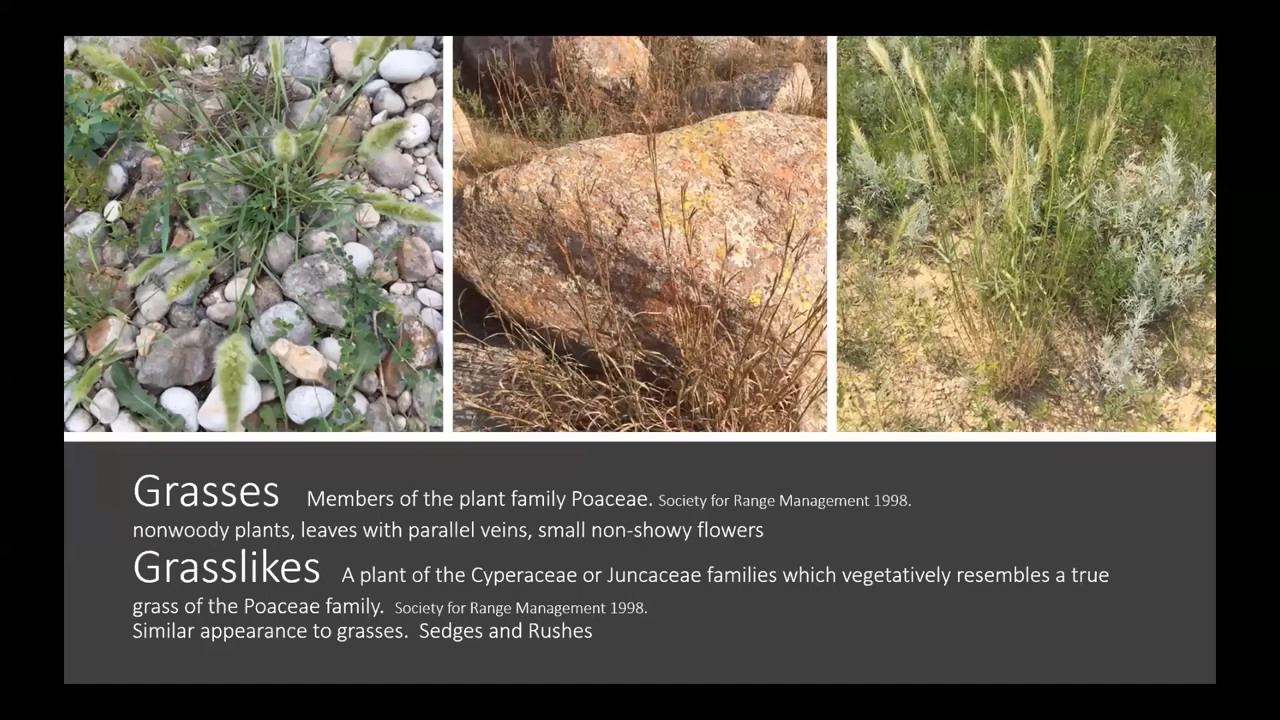 Grasses Members of the plant family Poaceae. Society for Range Management 1998.
nonwoody plants, leaves with parallel veins, small non-showy flowers
Grasslikes A plant of the Cyperaceae or Juncaceae families which vegetatively resembles a true
grass of the Poaceae family. Society for Range Management 1998.
Similar appearance to grasses. Sedges and Rushes